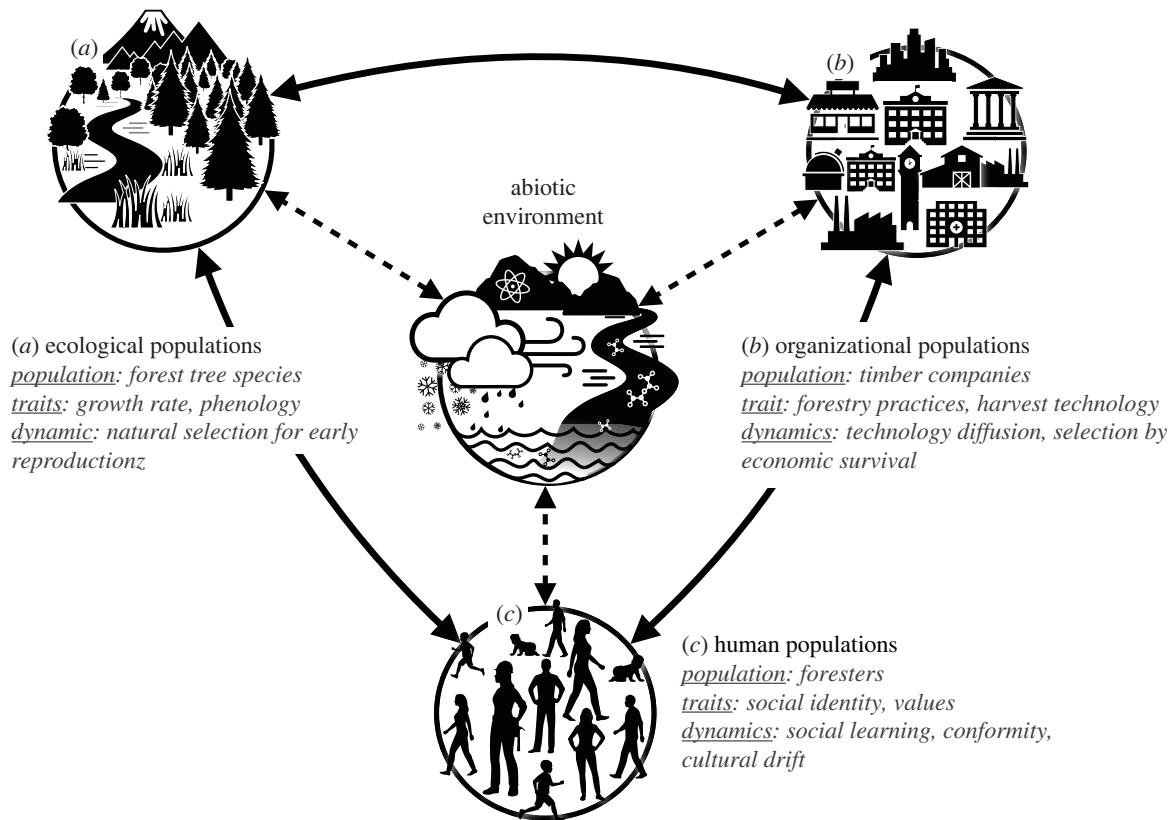 (a)
(b)
abiotic
environment
(a) ecological populations
population: forest tree species
traits: growth rate, phenology
dynamic: natural selection for early
reproductionz
(b) organizational populations
population: timber companies
trait: forestry practices, harvest technology
dynamics: technology diffusion, selection by
economic survival
(c)
(c) human populations
population: foresters
traits: social identity, values
dynamics: social learning, conformity,
cultural drift